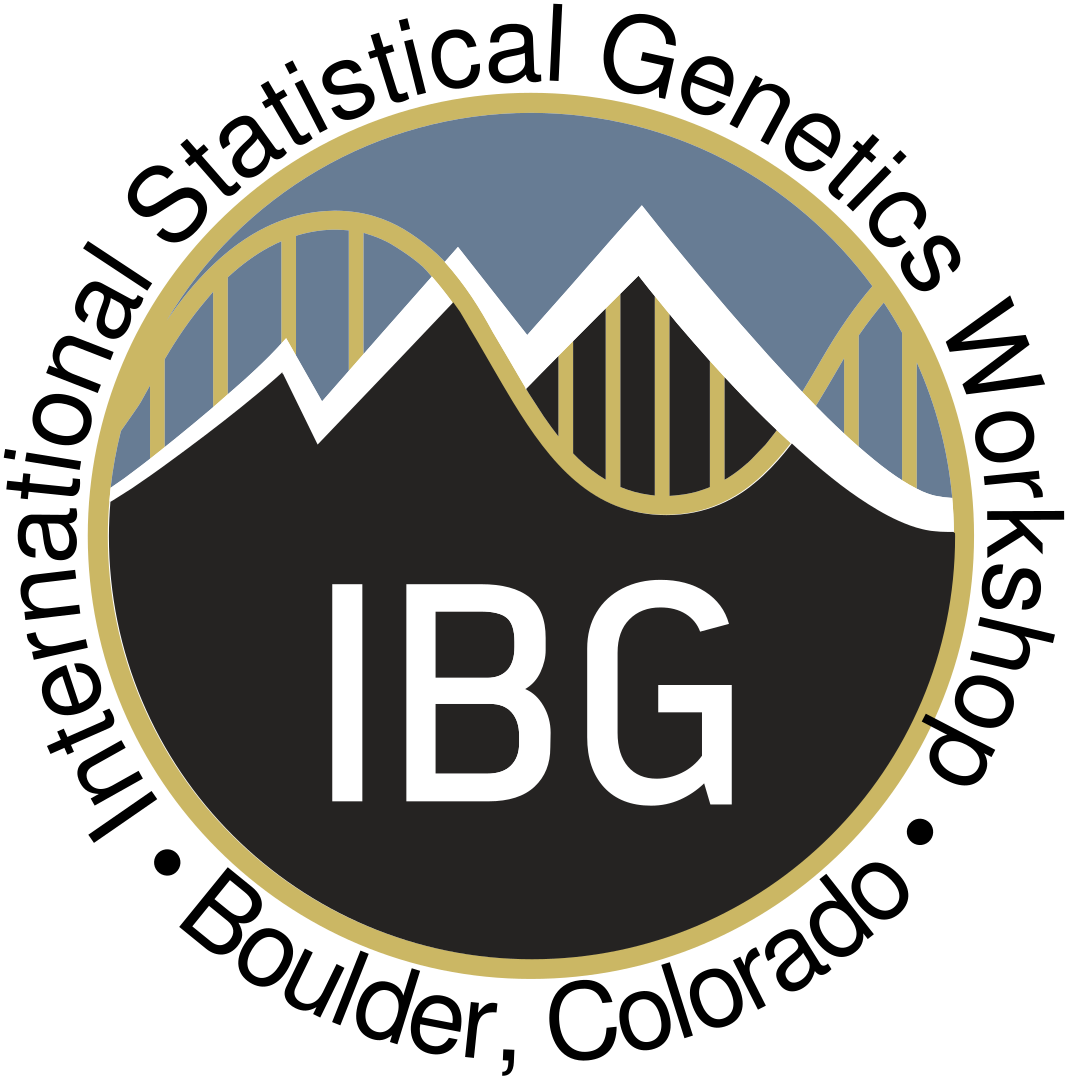 International Statistical Genetics Workshop
IBG
• Boulder, Colorado •